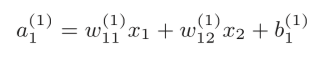 a_1^{(1)} = w_{11}^{(1)} x_1 + w_{12}^{(1)} x_2 + b_1^{(1)}